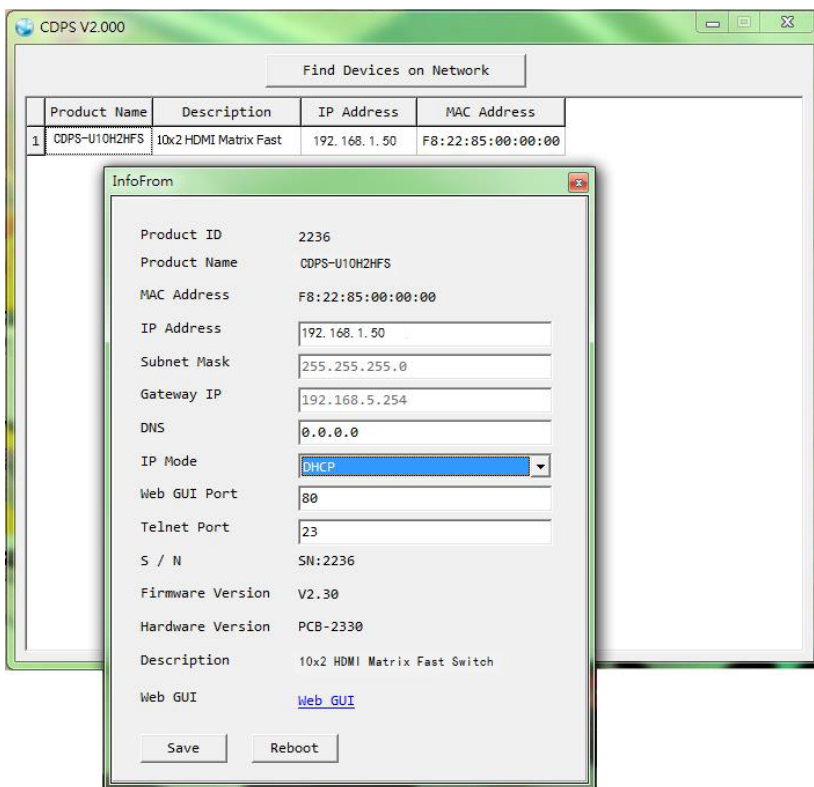 CDPS V2.000
Find Devices on Network
Product Name Description IP Address MAC Address
1 CDPS-U10H2HFS 10x2 HDMI Matrix Fast 192.168.1.50 F8:22:85:00:00:00
InfoFrom
Product ID 2236
Product Name CDPS-U10H2HFS
MAC Address F8:22:85:00:00:00
IP Address 192.168.1.50
Subnet Mask 255.255.255.0
Gateway IP 192.168.5.254
DNS 0.0.0.0
IP Mode DHCP
Web GUI Port 80
Telnet Port 23
S / N SN:2236
Firmware Version V2.30
Hardware Version PCB-2330
Description 10x2 HDMI Matrix Fast Switch
Web GUI Web GUI
Save Reboot